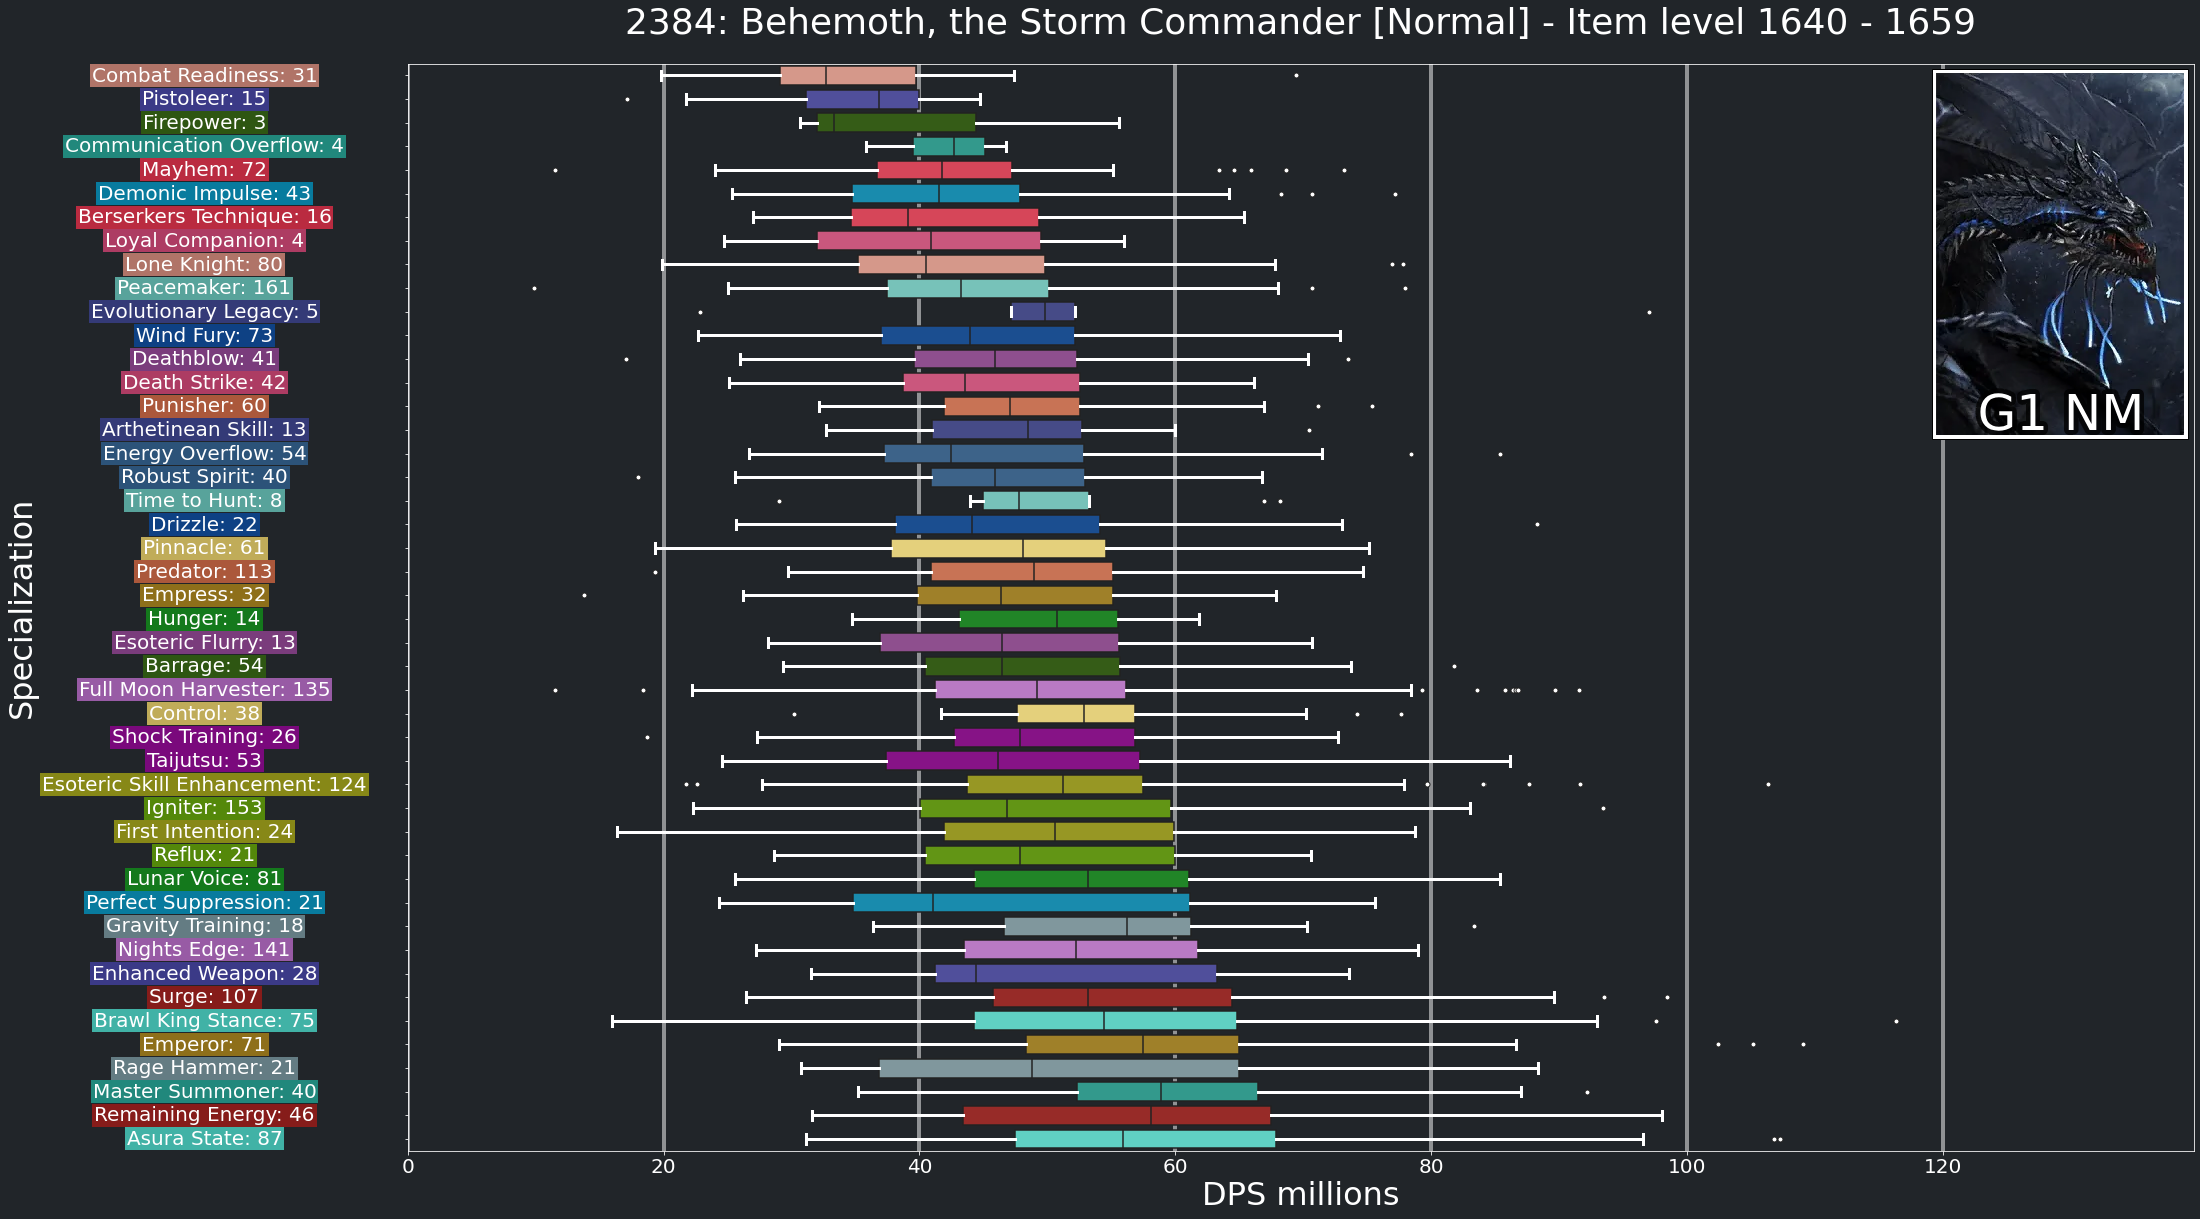 2384: Behemoth, the Storm Commander [Normal] - Item level 1640 - 1659
Specialization
Combat Readiness: 31
Pistoleer: 15
Firepower: 3
Communication Overflow: 4
Mayhem: 72
Demonic Impulse: 43
Berserkers Technique: 16
Loyal Companion: 4
Lone Knight: 80
Peacemaker: 161
Evolutionary Legacy: 5
Wind Fury: 73
Deathblow: 41
Death Strike: 42
Punisher: 60
Arthetinean Skill: 13
Energy Overflow: 54
Robust Spirit: 40
Time to Hunt: 8
Drizzle: 22
Pinnacle: 61
Predator: 113
Empress: 32
Hunger: 14
Esoteric Flurry: 13
Barrage: 54
Full Moon Harvester: 135
Control: 38
Shock Training: 26
Taijutsu: 53
Esoteric Skill Enhancement: 124
Igniter: 153
First Intention: 24
Reflux: 21
Lunar Voice: 81
Perfect Suppression: 21
Gravity Training: 18
Nights Edge: 141
Enhanced Weapon: 28
Surge: 107
Brawl King Stance: 75
Emperor: 71
Rage Hammer: 21
Master Summoner: 40
Remaining Energy: 46
Asura State: 87
G1 NM
0 20 40 60 80 100 120
DPS millions